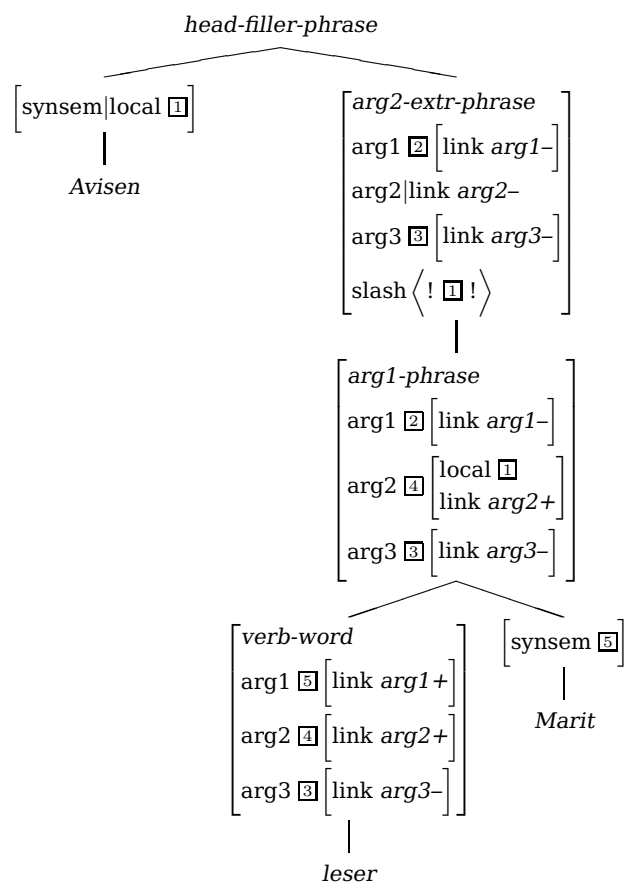 head-filler-phrase
[synsem|local 1]
Avisen
arg2-extr-phrase
arg1 2 [link arg1–]
arg2|link arg2–
arg3 3 [link arg3–]
slash ⟨! 1 !⟩
arg1-phrase
arg1 2 [link arg1–]
arg2 4 [local 1
link arg2+]
arg3 3 [link arg3–]
verb-word
arg1 5 [link arg1+]
arg2 4 [link arg2+]
arg3 3 [link arg3–]
leser
[synsem 5]
Marit